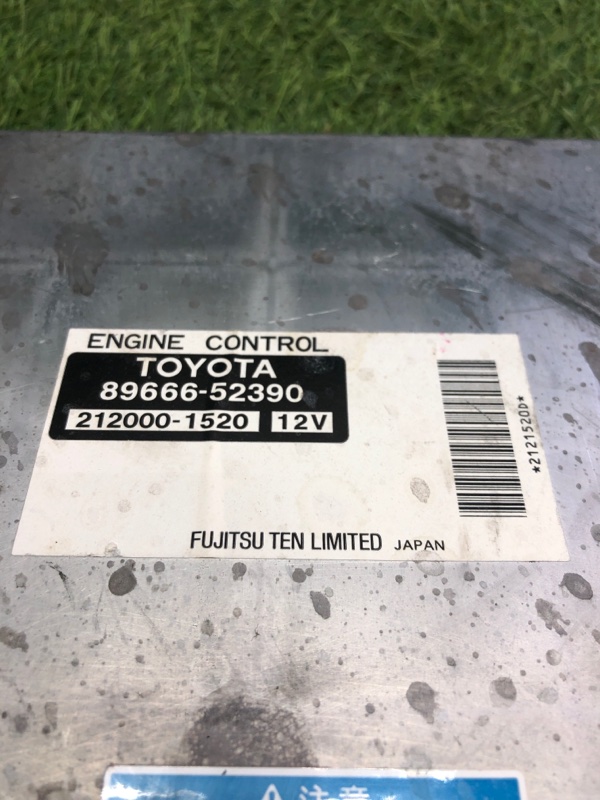 ENGINE CONTROL
TOYOTA
89666-52390
212000-1520 12V
*2121520D*
FUJITSU TEN LIMITED JAPAN
注意